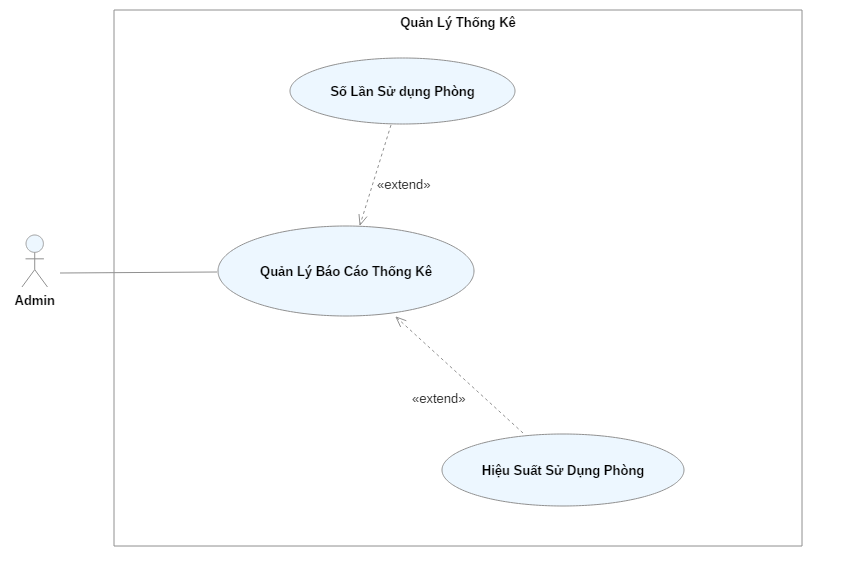 Quản Lý Thống Kê
Số Lần Sử dụng Phòng
«extend»
Quản Lý Báo Cáo Thống Kê
Admin
«extend»
Hiệu Suất Sử Dụng Phòng